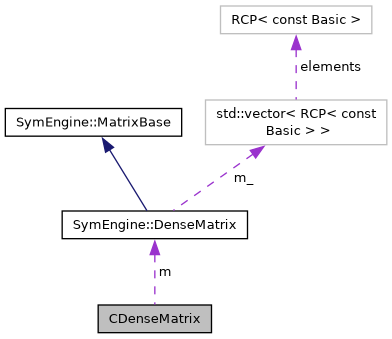 RCP< const Basic >
elements
std::vector< RCP< const
Basic > >
SymEngine::MatrixBase
m_
SymEngine::DenseMatrix
m
CDenseMatrix